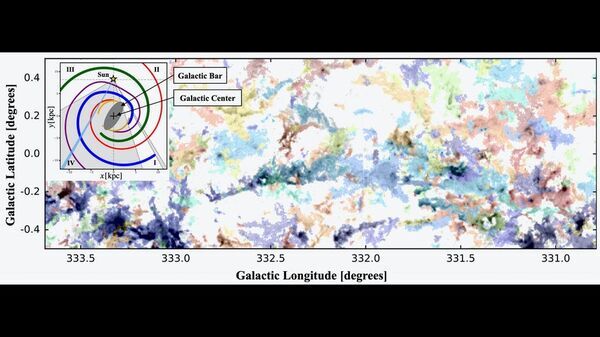 III
II
Sun
Galactic Bar
Galactic Center
IV
y[kpc]
x[kpc]
Galactic Latitude [degrees]
0.4
0.2
0.0
-0.2
-0.4
333.5
333.0
332.5
332.0
331.5
331.0
Galactic Longitude [degrees]